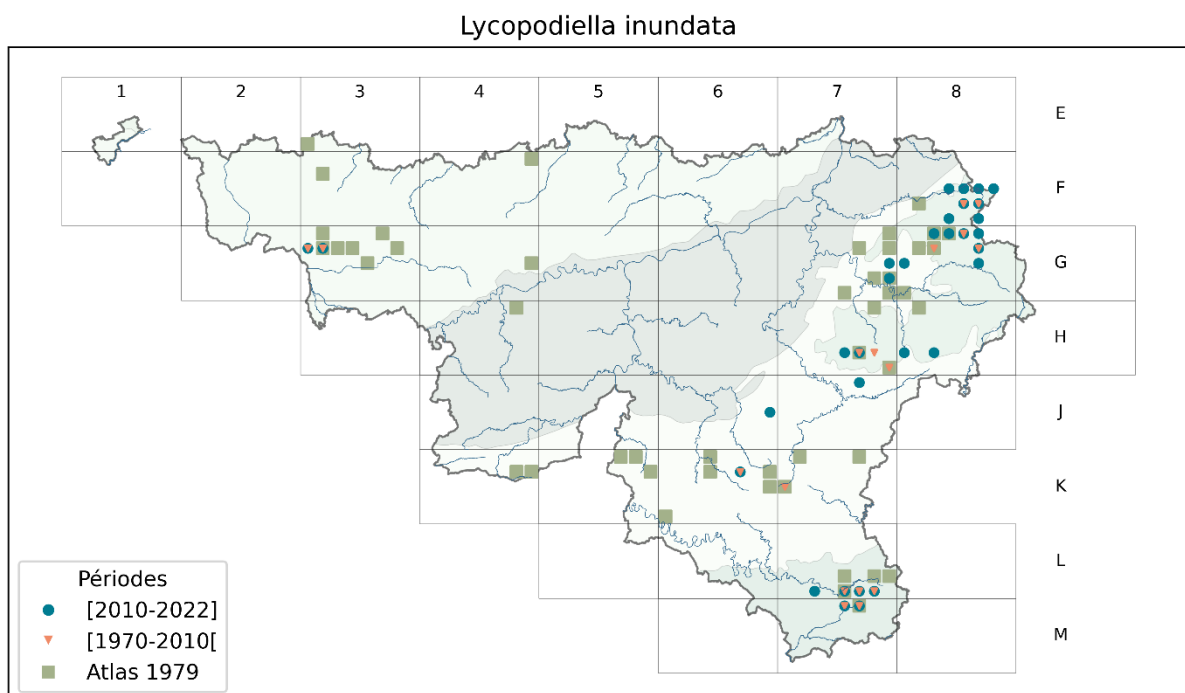 Lycopodiella inundata
1 2 3 4 5 6 7 8
E
F
G
H
J
K
L
M
Périodes
[2010-2022]
[1970-2010[
Atlas 1979